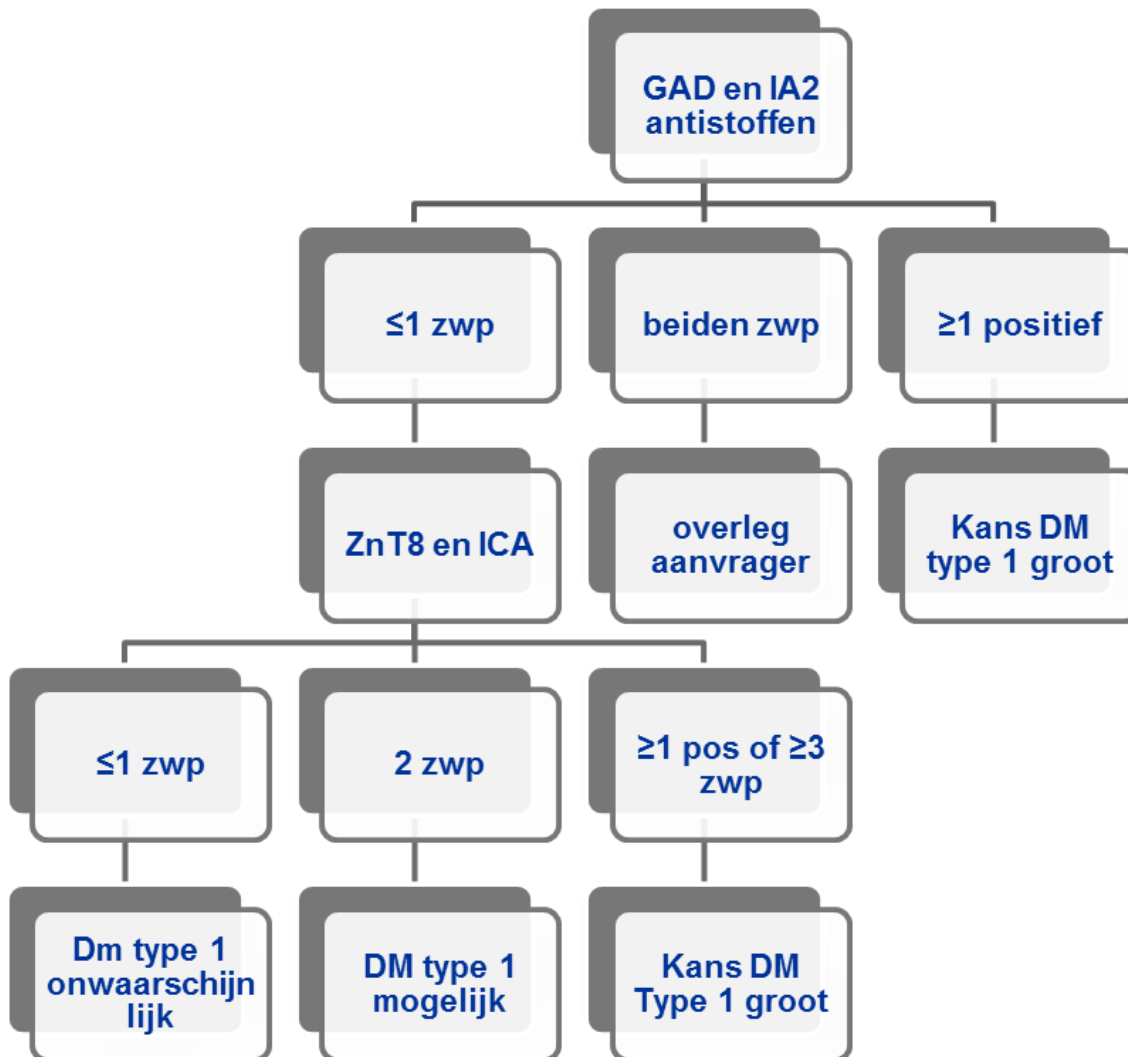 GAD en IA2
antistoffen
≤1 zwp
beiden zwp
≥1 positief
ZnT8 en ICA
overleg
aanvrager
Kans DM
type 1 groot
≤1 zwp
2 zwp
≥1 pos of ≥3
zwp
Dm type 1
onwaarschijn
lijk
DM type 1
mogelijk
Kans DM
Type 1 groot